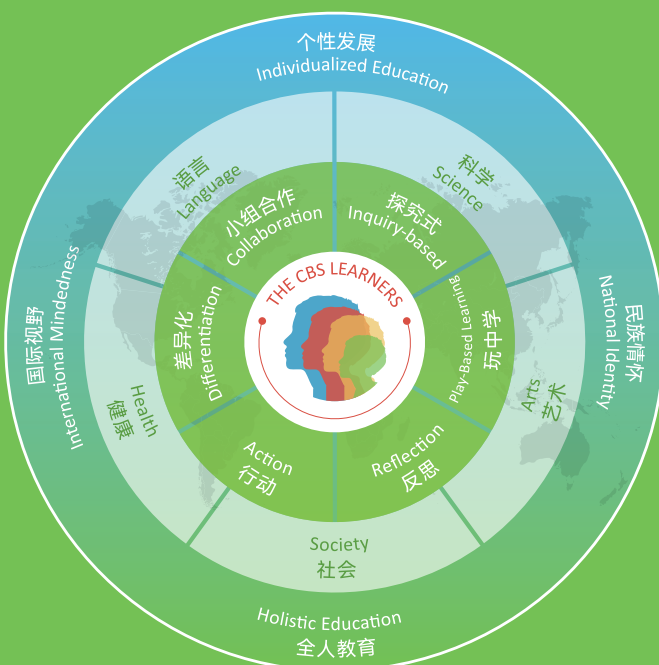 个性发展
Individualized Education
国际视野
International Mindedness
民族情怀
National Identity
全人教育
Holistic Education
语言
Language
科学
Science
艺术
Arts
社会
Society
健康
Health
小组合作
Collaboration
探究式
Inquiry-based
玩中学
Play-Based Learning
反思
Reflection
行动
Action
差异化
Differentiation
THE CBS LEARNERS